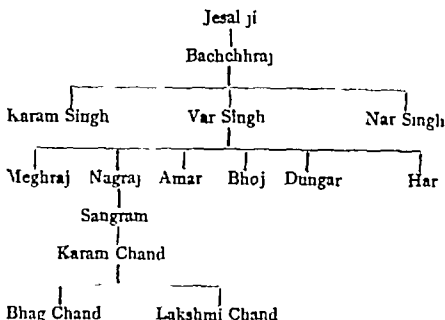 Jesal ji
Bachchhraj
Karam Singh Var Singh Nar Singh
Meghraj Nagraj Amar Bhoj Dungar Har
Sangram
Karam Chand
Bhag Chand Lakshmi Chand